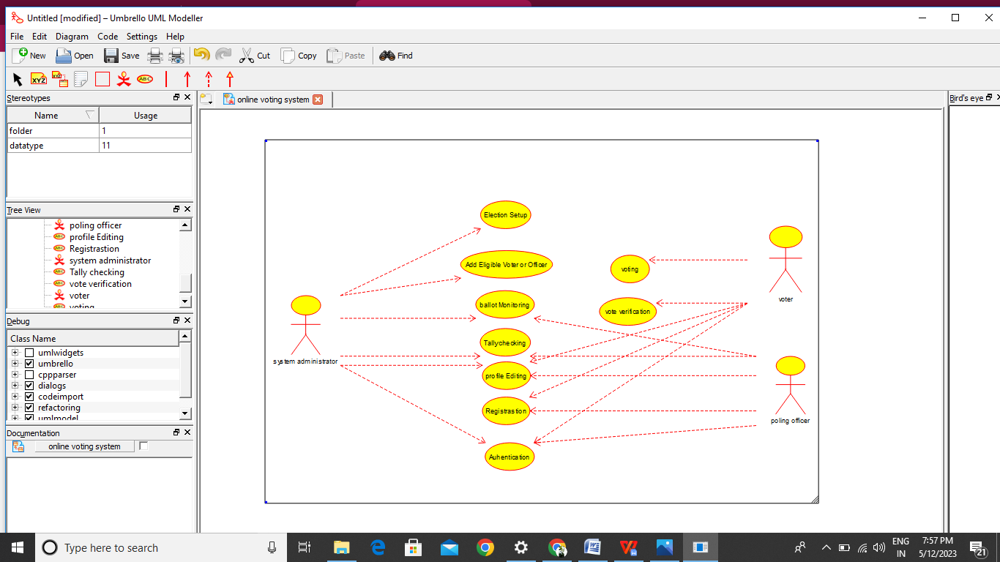 Untitled [modified] – Umbrello UML Modeller
File Edit Diagram Code Settings Help
New Open Save Cut Copy Paste Find
XYZ XYZ ABC
Stereotypes
Name Usage
folder 1
datatype 11
Tree View
poling officer
profile Editing
Registrastion
system administrator
Tally checking
vote verification
voter
voting
Debug
Class Name
umlwidgets
umbrello
cppparser
dialogs
codeimport
refactoring
umlmodel
Documentation
online voting system
online voting system
Election Setup
Add Eligible Voter or Officer
ballot Monitoring
Tallychecking
profile Editing
Registrastion
Auhentication
system administrator
voting
vote verification
voter
poling officer
Bird's eye
Type here to search
ENG
IN
7:57 PM
5/12/2023
21